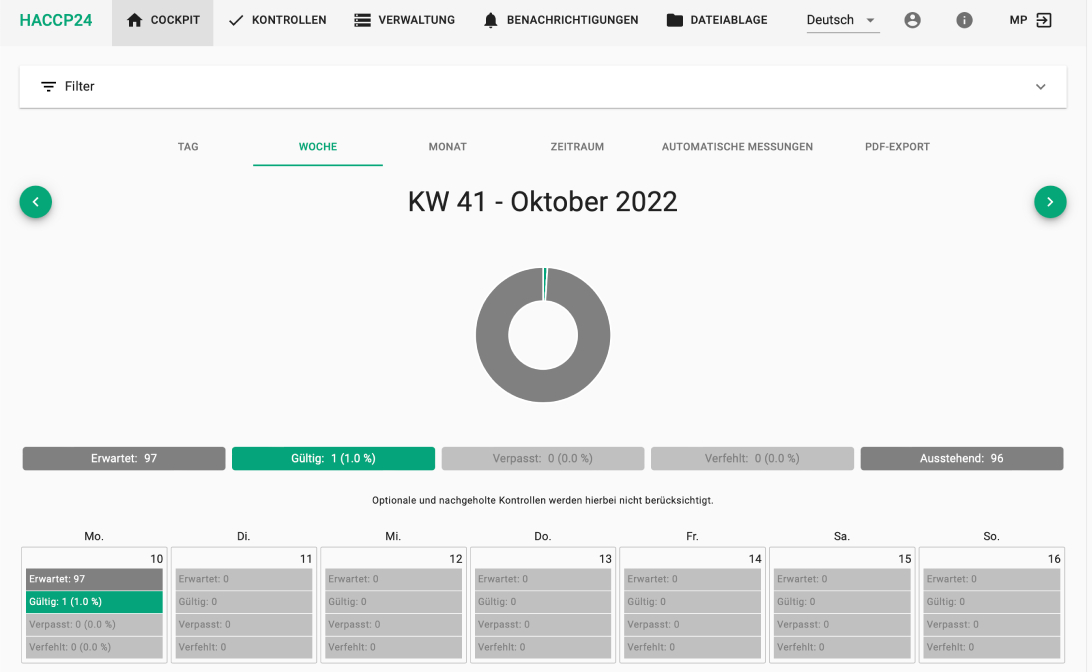 HACCP24 COCKPIT KONTROLLEN VERWALTUNG BENACHRICHTIGUNGEN DATEIABLAGE Deutsch MP
Filter
TAG WOCHE MONAT ZEITRAUM AUTOMATISCHE MESSUNGEN PDF-EXPORT
KW 41 - Oktober 2022
Erwartet: 97 Gültig: 1 (1.0 %) Verpasst: 0 (0.0 %) Verfehlt: 0 (0.0 %) Ausstehend: 96
Optionale und nachgeholte Kontrollen werden hierbei nicht berücksichtigt.
Mo. Di. Mi. Do. Fr. Sa. So.
10 11 12 13 14 15 16
Erwartet: 97 Erwartet: 0 Erwartet: 0 Erwartet: 0 Erwartet: 0 Erwartet: 0 Erwartet: 0
Gültig: 1 (1.0 %) Gültig: 0 Gültig: 0 Gültig: 0 Gültig: 0 Gültig: 0 Gültig: 0
Verpasst: 0 (0.0 %) Verpasst: 0 Verpasst: 0 Verpasst: 0 Verpasst: 0 Verpasst: 0 Verpasst: 0
Verfehlt: 0 (0.0 %) Verfehlt: 0 Verfehlt: 0 Verfehlt: 0 Verfehlt: 0 Verfehlt: 0 Verfehlt: 0